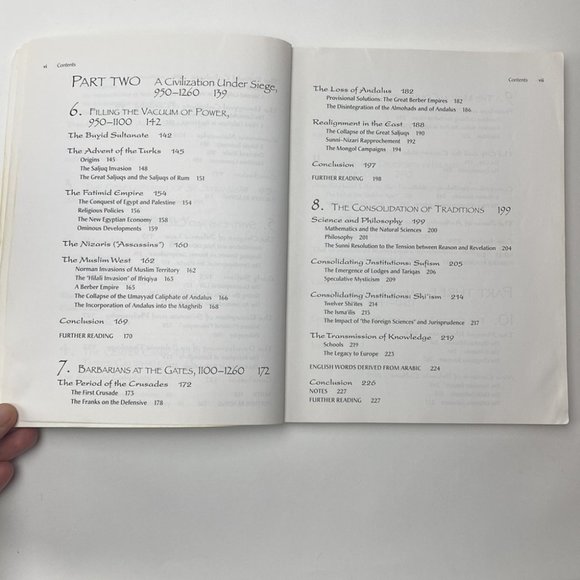 vi Contents
PART TWO A Civilization Under Siege,
950–1260 139
6. Filling the Vacuum of Power,
950–1100 142
The Buyid Sultanate 142
The Advent of the Turks 145
Origins 145
The Saljuq Invasion 148
The Great Saljuqs and the Saljuqs of Rum 151
The Fatimid Empire 154
The Conquest of Egypt and Palestine 154
Religious Policies 156
The New Egyptian Economy 158
Ominous Developments 159
The Nizaris ("Assassins") 160
The Muslim West 162
Norman Invasions of Muslim Territory 162
The "Hilali Invasion" of Ifriqiya 165
A Berber Empire 165
The Collapse of the Umayyad Caliphate of Andalus 166
The Incorporation of Andalus into the Maghrib 168
Conclusion 169
FURTHER READING 170
7. Barbarians at the Gates, 1100–1260 172
The Period of the Crusades 172
The First Crusade 173
The Franks on the Defensive 178
Contents vii
The Loss of Andalus 182
Provisional Solutions: The Great Berber Empires 182
The Disintegration of the Almohads and of Andalus 186
Realignment in the East 188
The Collapse of the Great Saljuqs 190
Sunni–Nizari Rapprochement 192
The Mongol Campaigns 194
Conclusion 197
FURTHER READING 198
8. The Consolidation of Traditions 199
Science and Philosophy 199
Mathematics and the Natural Sciences 200
Philosophy 201
The Sunni Resolution to the Tension between Reason and Revelation 204
Consolidating Institutions: Sufism 205
The Emergence of Lodges and Tariqas 206
Speculative Mysticism 209
Consolidating Institutions: Shi'ism 214
Twelver Shi'ites 214
The Isma'ilis 215
The Impact of "the Foreign Sciences" and Jurisprudence 217
The Transmission of Knowledge 219
Schools 219
The Legacy to Europe 223
ENGLISH WORDS DERIVED FROM ARABIC 224
Conclusion 226
NOTES 227
FURTHER READING 227